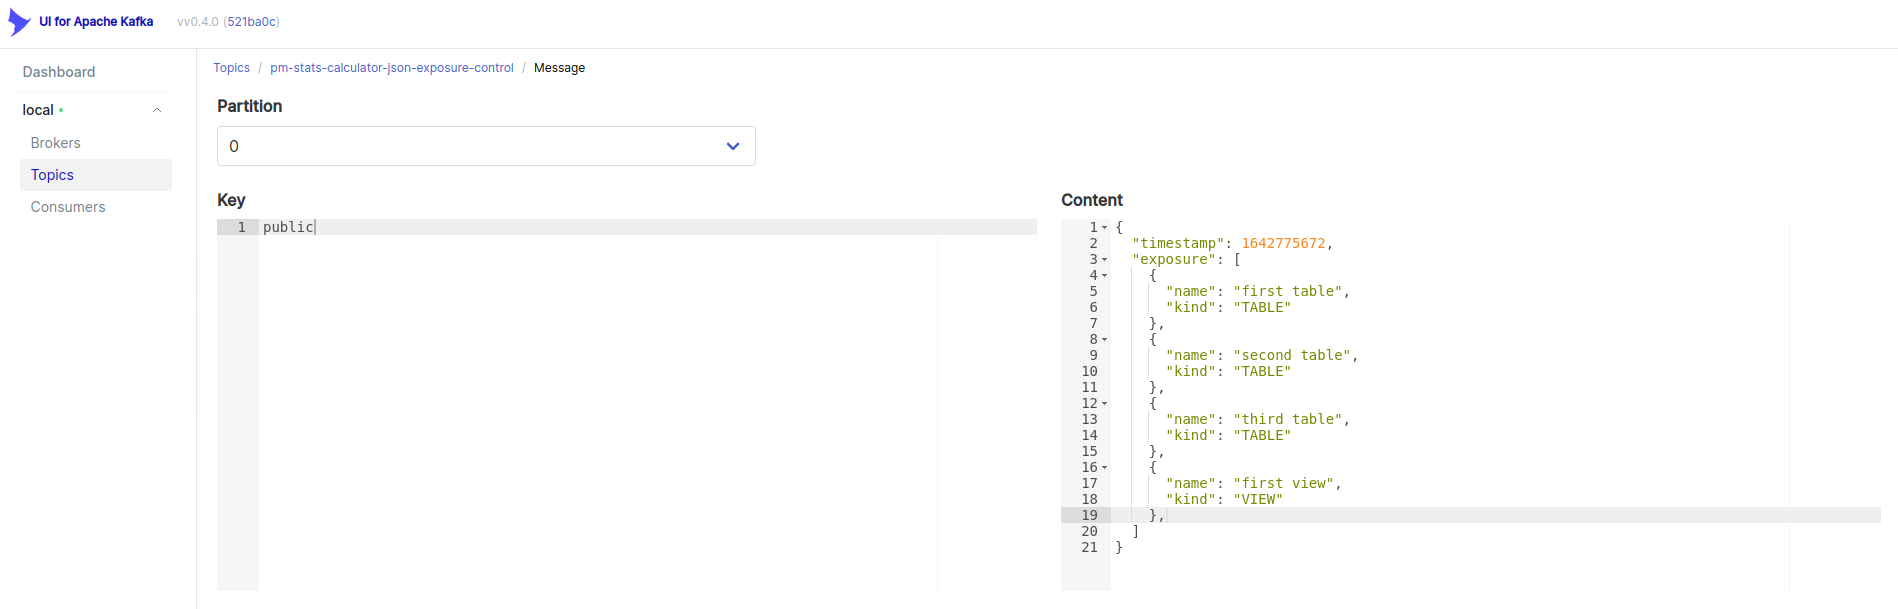 UI for Apache Kafka vv0.4.0 (521ba0c)
Dashboard
local
Brokers
Topics
Consumers
Topics / pm-stats-calculator-json-exposure-control / Message
Partition
0
Key
1 public
Content
1 {
2 "timestamp": 1642775672,
3 "exposure": [
4 {
5 "name": "first table",
6 "kind": "TABLE"
7 },
8 {
9 "name": "second table",
10 "kind": "TABLE"
11 },
12 {
13 "name": "third table",
14 "kind": "TABLE"
15 },
16 {
17 "name": "first view",
18 "kind": "VIEW"
19 },
20 ]
21 }